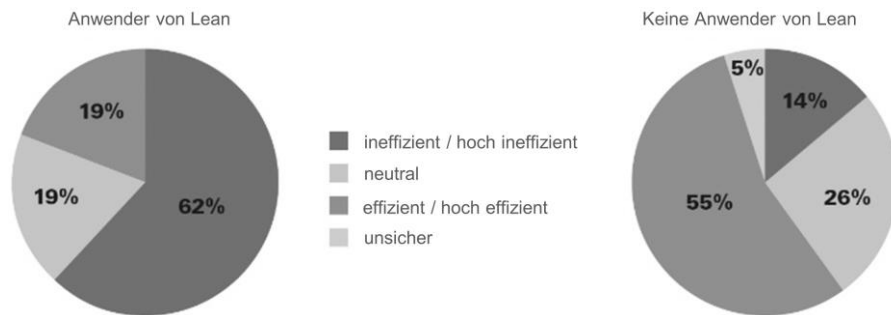 Anwender von Lean
19%
19%
62%
ineffizient / hoch ineffizient
neutral
effizient / hoch effizient
unsicher
Keine Anwender von Lean
5%
14%
55%
26%